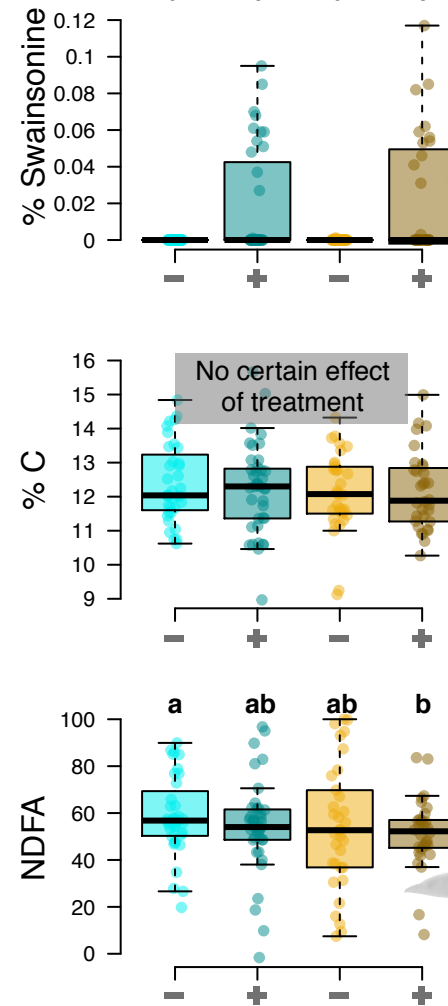 % Swainsonine
0.12
0.1
0.08
0.06
0.04
0.02
0
− + − +
% C
16
15
14
13
12
11
10
9
No certain effect
of treatment
− + − +
NDFA
a ab ab b
100
80
60
40
20
0
− + − +